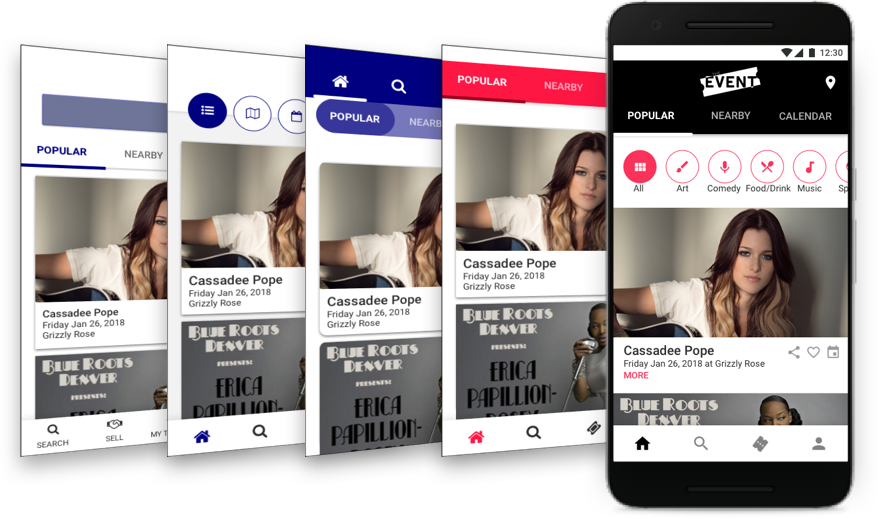 POPULAR
NEARBY
Cassadee Pope
Friday Jan 26, 2018
Grizzly Rose
BLUE ROOTS
DENVER
PRESENTS:
ERICA
PAPILLION-
SEARCH
SELL
MY T
Cassadee Pope
Friday Jan 26, 2018
Grizzly Rose
BLUE ROOTS
DENVER
PRESENTS:
ERICA
PAPILLION-
POPULAR
NEARB
Cassadee Pope
Friday Jan 26, 2018
Grizzly Rose
BLUE ROOTS
DENVER
PRESENTS:
ERICA
PAPILLION-
POPULAR
NEARBY
Cassadee Pope
Friday Jan 26, 2018
Grizzly Rose
BLUE ROOTS
DENVER
PRESENTS:
ERICA
PAPILLION-
12:30
EVENT
POPULAR NEARBY CALENDAR
All Art Comedy Food/Drink Music Sp
Cassadee Pope
Friday Jan 26, 2018 at Grizzly Rose
MORE
BLUE ROOTS